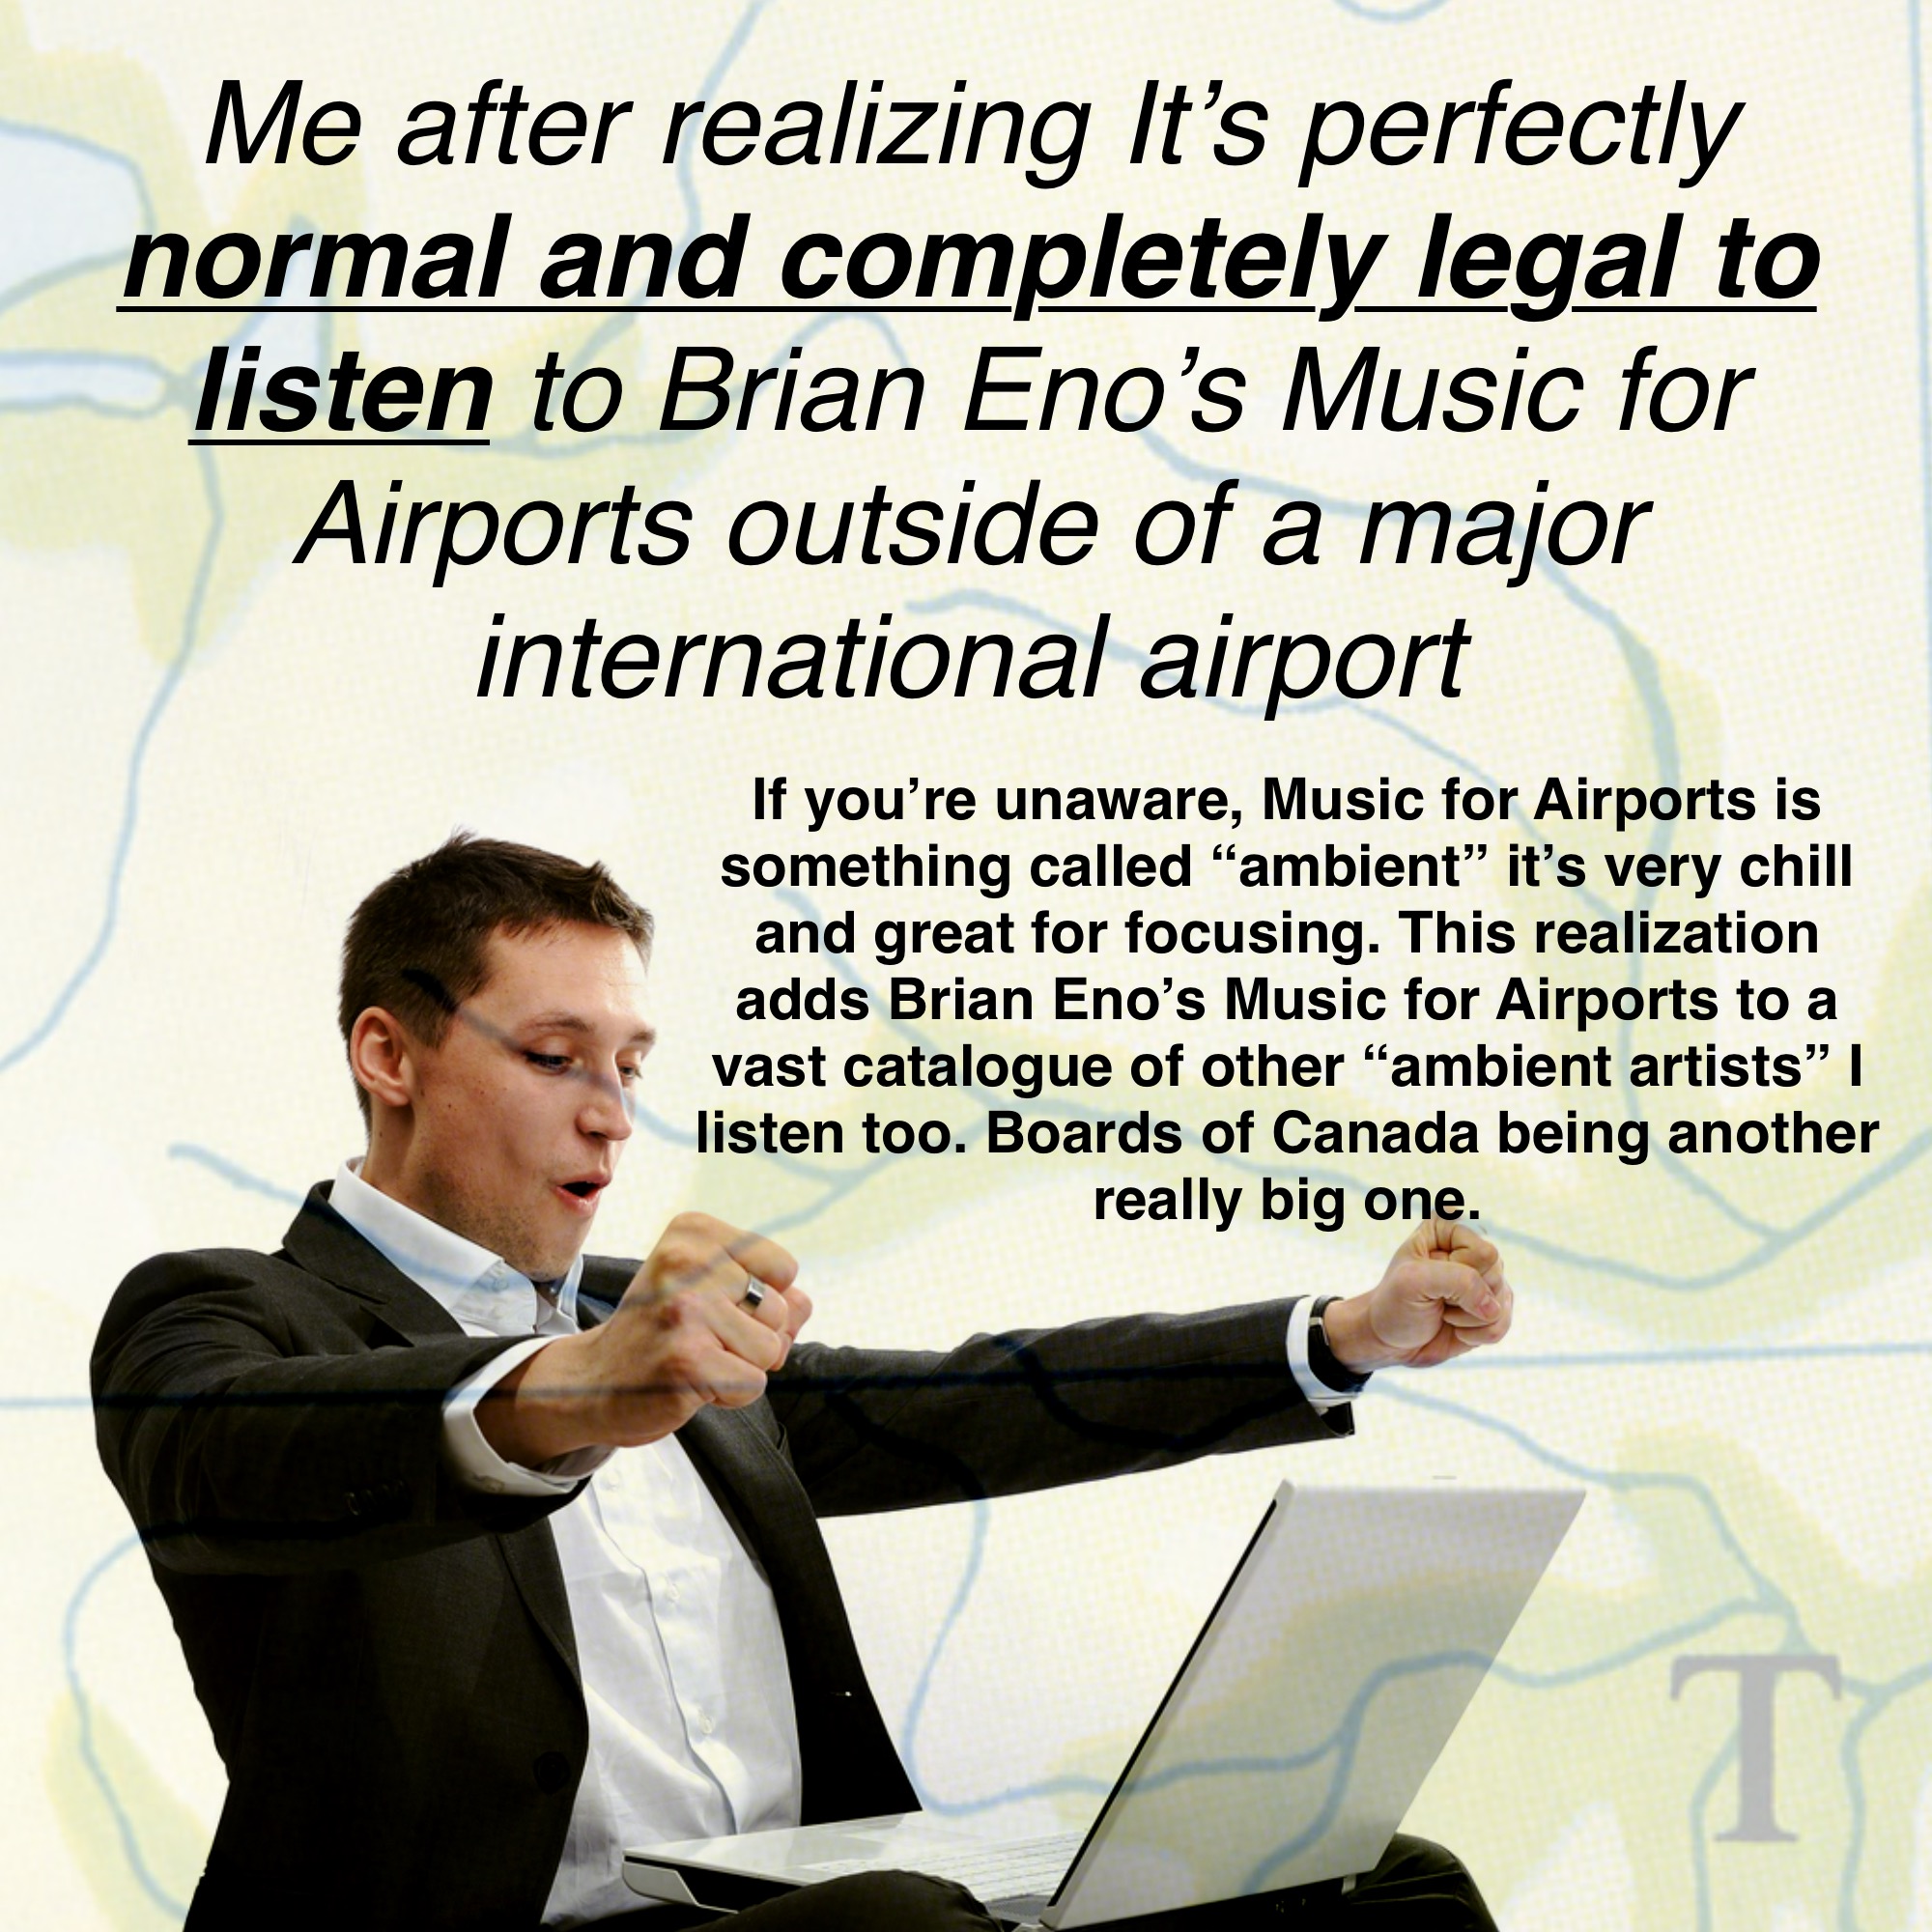 Me after realizing It’s perfectly
normal and completely legal to
listen to Brian Eno’s Music for
Airports outside of a major
international airport
If you’re unaware, Music for Airports is
something called “ambient” it’s very chill
and great for focusing. This realization
adds Brian Eno’s Music for Airports to a
vast catalogue of other “ambient artists” I
listen too. Boards of Canada being another
really big one.
T